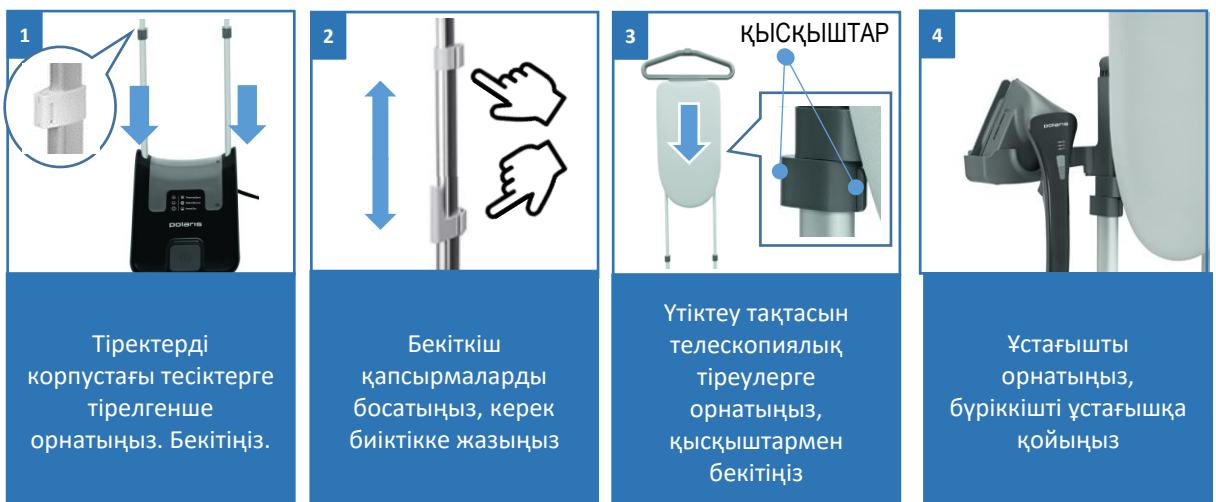 1
polaris
Тіректерді
корпустағы тесіктерге
тірелгенше
орнатыңыз. Бекітіңіз.
2
Бекіткіш
қапсырмаларды
босатыңыз, керек
биіктікке жазыңыз
3
ҚЫСҚЫШТАР
Үтіктеу тақтасын
телескопиялық
тіреулерге
орнатыңыз,
қысқыштармен
бекітіңіз
4
polaris
Ұстағышты
орнатыңыз,
бүріккішті ұстағышқа
қойыңыз